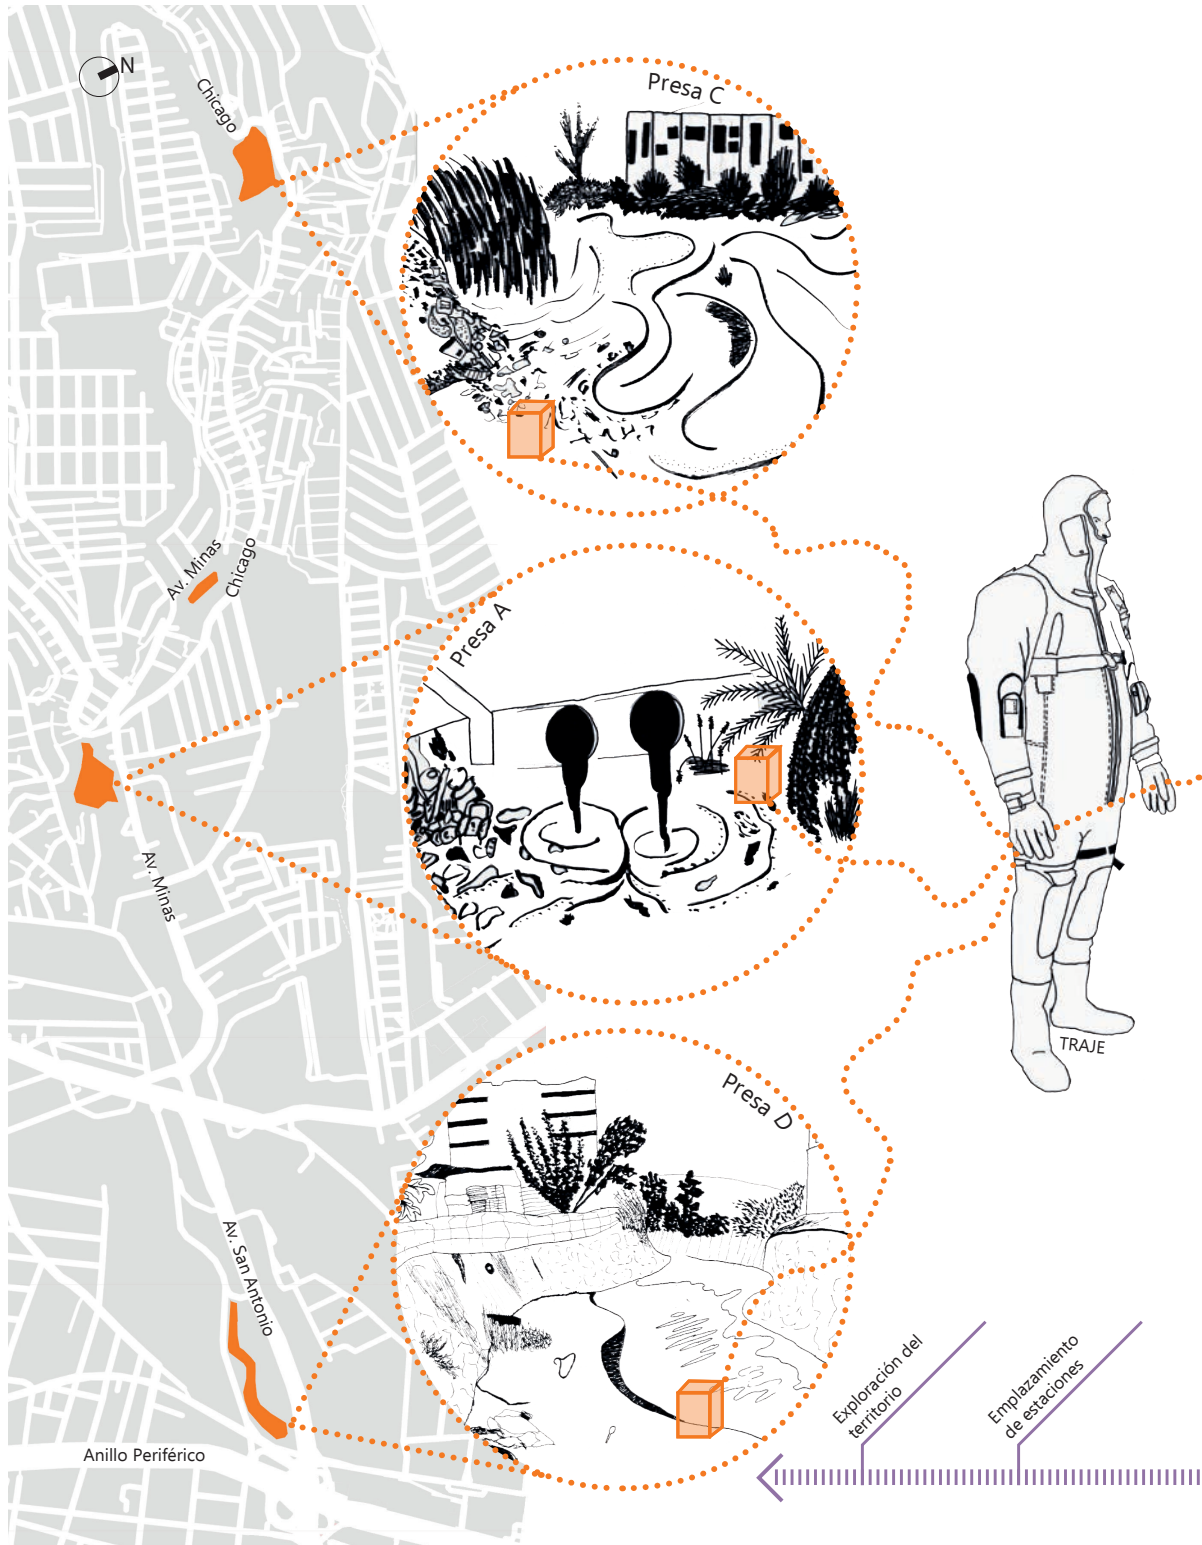 N
Chicago
Presa C
Av. Minas
Chicago
Presa A
Av. Minas
TRAJE
Presa D
Av. San Antonio
Anillo Periférico
Exploración del
territorio
Emplazamiento
de estaciones